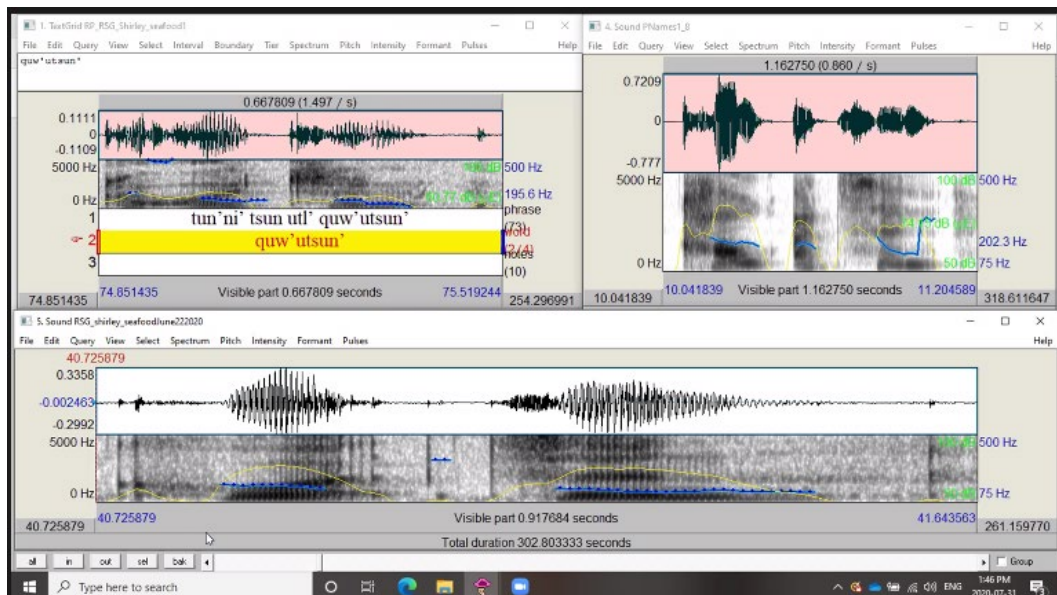 1. TextGrid RP_RSG_Shirley_seafood1
File Edit Query View Select Interval Boundary Tier Spectrum Pitch Intensity Formant Pulses Help
quw'utsun'
0.667809 (1.497 / s)
0.1111
0
-0.1109
5000 Hz
500 Hz
195.6 Hz
0 Hz
1 tun'ni' tsun utl' quw'utsun' phrase
(73)
2 quw'utsun' word
(2/4)
3 notes
(10)
74.851435 74.851435 Visible part 0.667809 seconds 75.519244 254.296991
4. Sound PNames1_8
File Edit Query View Select Spectrum Pitch Intensity Formant Pulses Help
1.162750 (0.860 / s)
0.7209
0
-0.777
5000 Hz 100 dB 500 Hz
202.3 Hz
0 Hz 50 dB 75 Hz
10.041839 10.041839 Visible part 1.162750 seconds 11.204589 318.611647
5. Sound RSG_shirley_seafoodJune222020
File Edit Query View Select Spectrum Pitch Intensity Formant Pulses Help
40.725879
0.3358
-0.002463
-0.2992
5000 Hz 500 Hz
0 Hz 75 Hz
40.725879 40.725879 Visible part 0.917684 seconds 41.643563 261.159770
Total duration 302.803333 seconds
all in out sel bak Group
Type here to search ENG 1:46 PM
2020-07-31